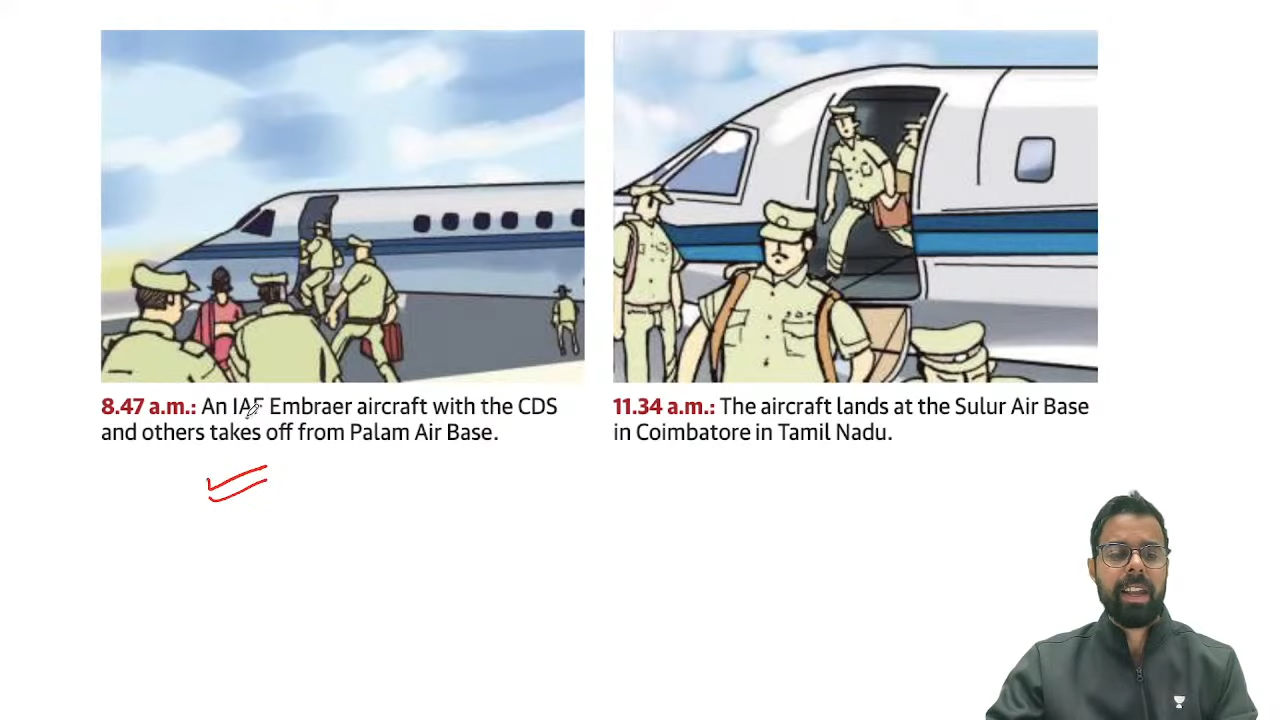 8.47 a.m.: An IAF Embraer aircraft with the CDS
and others takes off from Palam Air Base.
11.34 a.m.: The aircraft lands at the Sulur Air Base
in Coimbatore in Tamil Nadu.